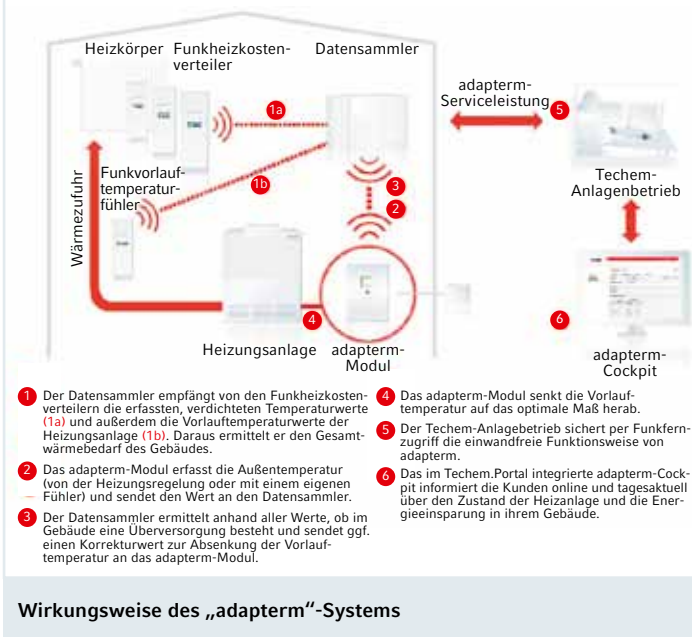 Heizkörper
Funkheizkosten-
verteiler
Datensammler
adapterm-
Serviceleistung
5
1a
Techem-
Anlagenbetrieb
Wärmezufuhr
Funkvorlauf-
temperatur-
fühler
1b
3
2
4
6
Heizungsanlage
adapterm-
Modul
adapterm-
Cockpit
1 Der Datensammler empfängt von den Funkheizkosten-
verteilern die erfassten, verdichteten Temperaturwerte
(1a) und außerdem die Vorlauftemperaturwerte der
Heizungsanlage (1b). Daraus ermittelt er den Gesamt-
wärmebedarf des Gebäudes.
2 Das adapterm-Modul erfasst die Außentemperatur
(von der Heizungsregelung oder mit einem eigenen
Fühler) und sendet den Wert an den Datensammler.
3 Der Datensammler ermittelt anhand aller Werte, ob im
Gebäude eine Überversorgung besteht und sendet ggf.
einen Korrekturwert zur Absenkung der Vorlauf-
temperatur an das adapterm-Modul.
4 Das adapterm-Modul senkt die Vorlauf-
temperatur auf das optimale Maß herab.
5 Der Techem-Anlagebetrieb sichert per Funkfern-
zugriff die einwandfreie Funktionsweise von
adapterm.
6 Das im Techem.Portal integrierte adapterm-Cock-
pit informiert die Kunden online und tagesaktuell
über den Zustand der Heizanlage und die Ener-
gieeinsparung in ihrem Gebäude.
Wirkungsweise des „adapterm“-Systems